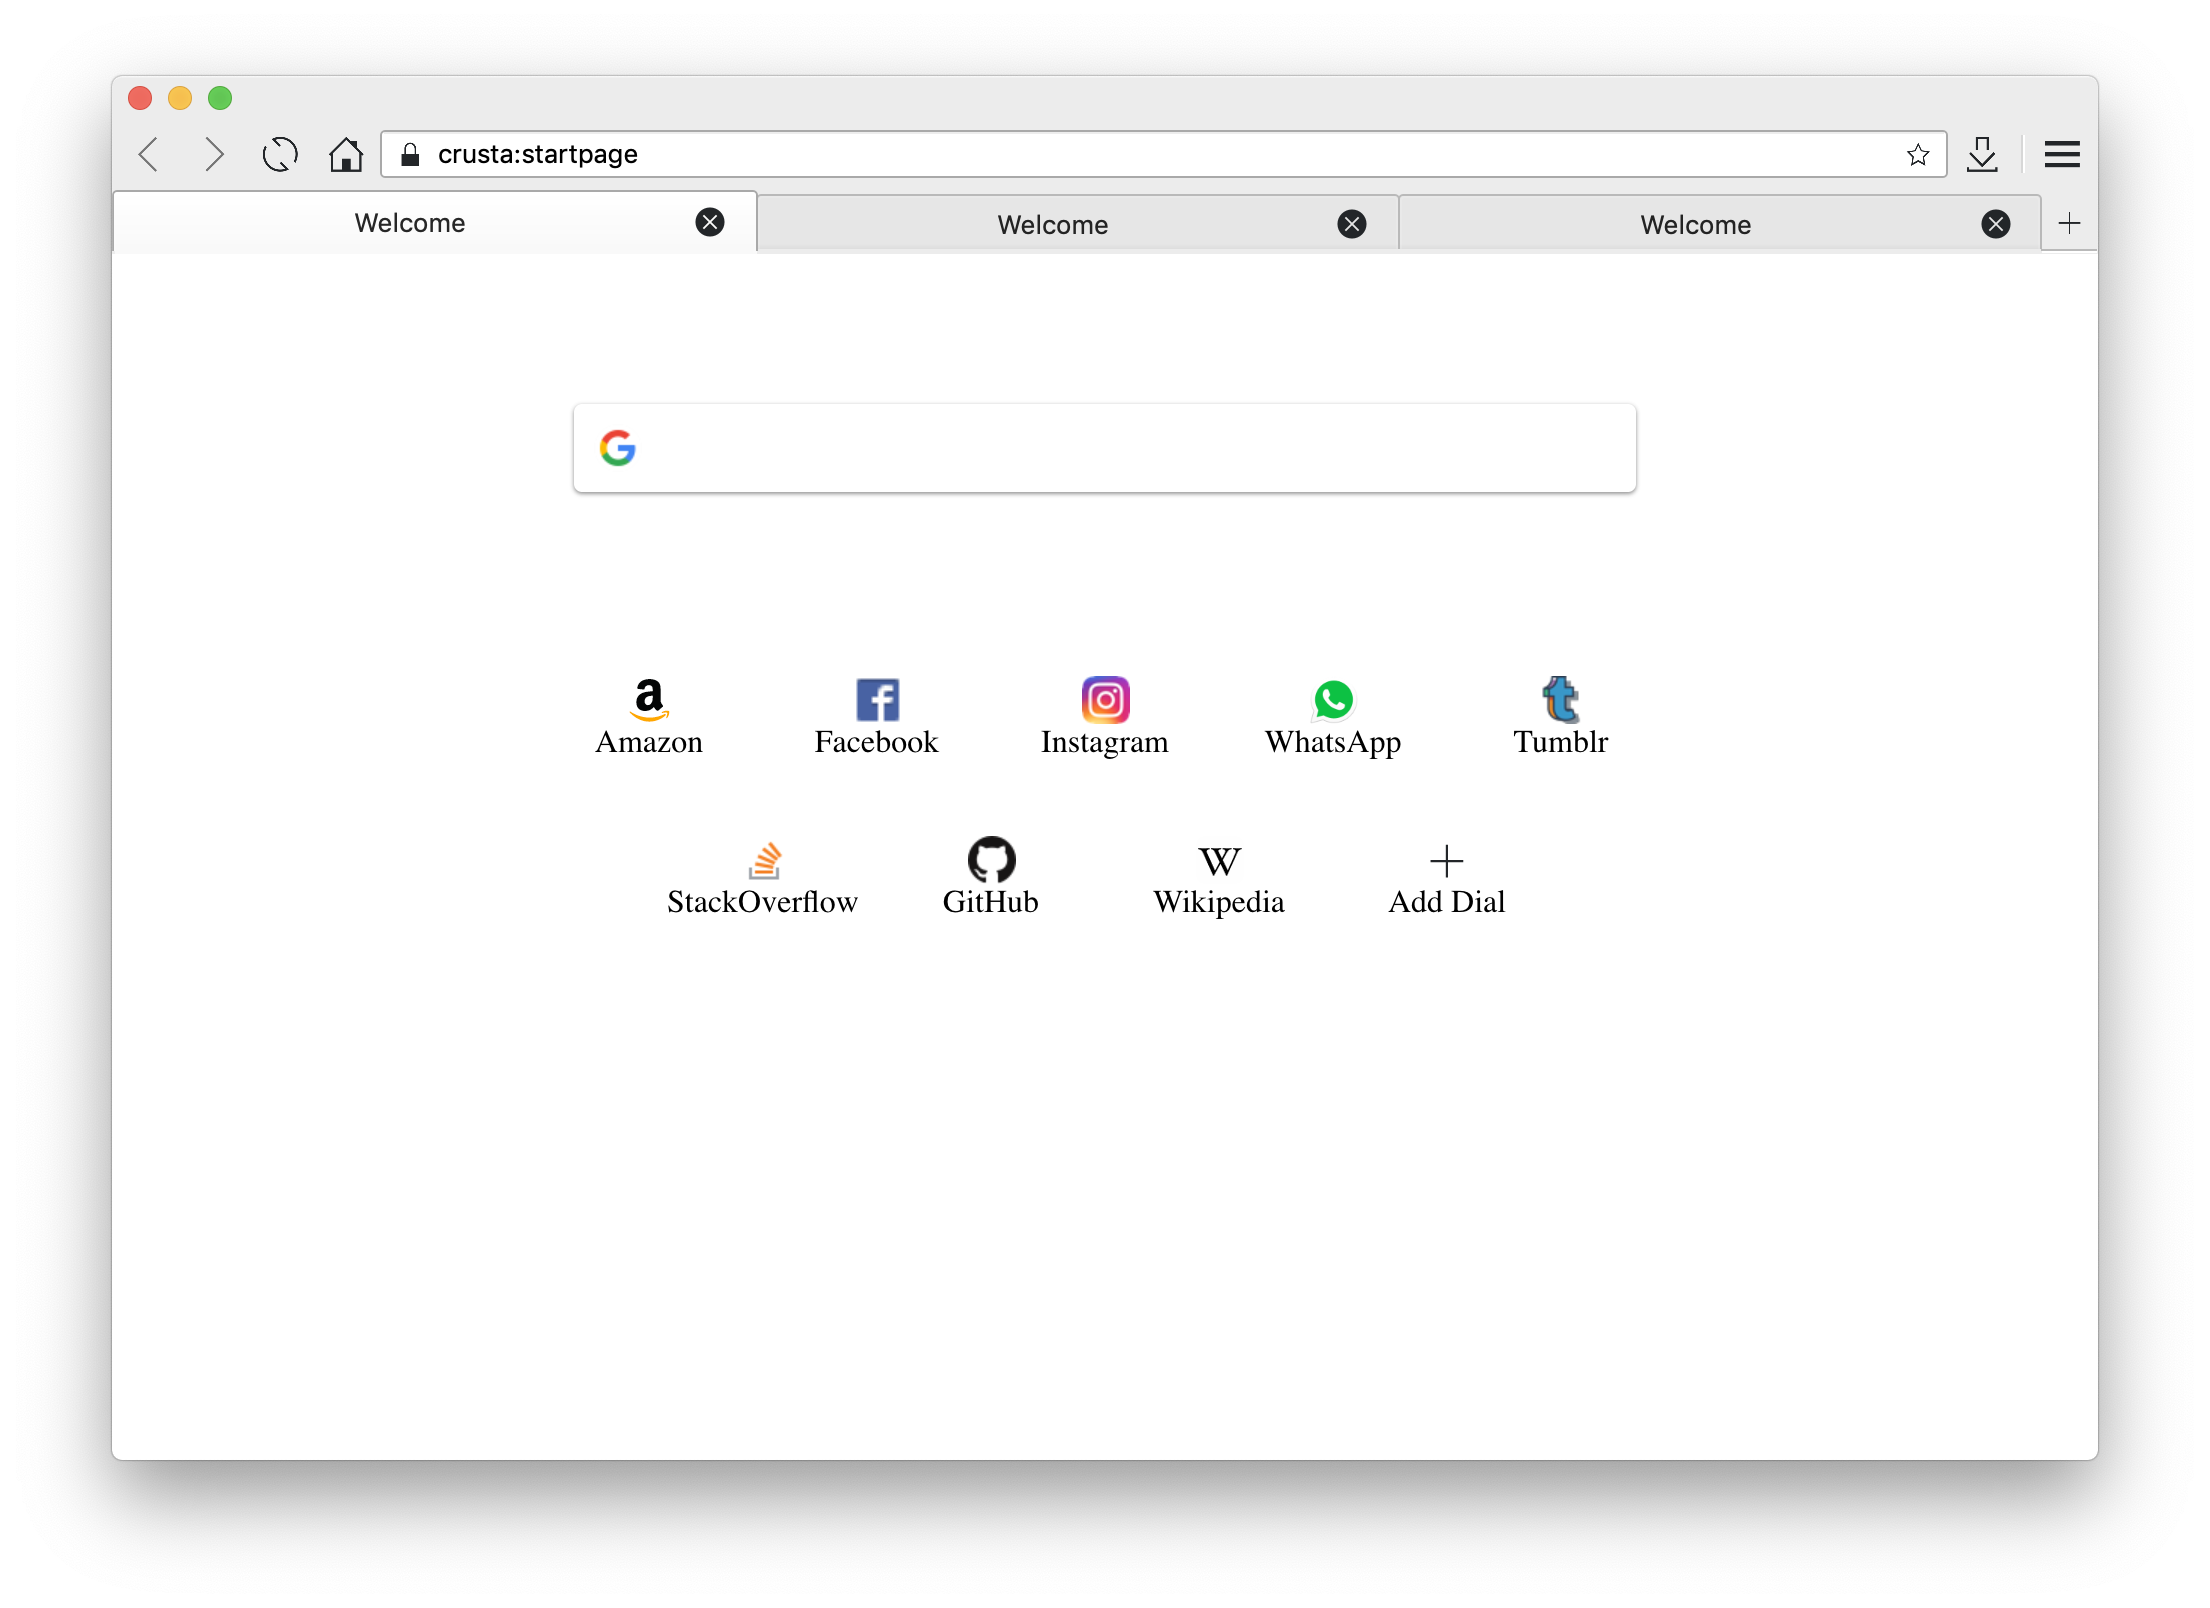 crusta:startpage
Welcome
Welcome
Welcome
Amazon
Facebook
Instagram
WhatsApp
Tumblr
StackOverflow
GitHub
Wikipedia
Add Dial